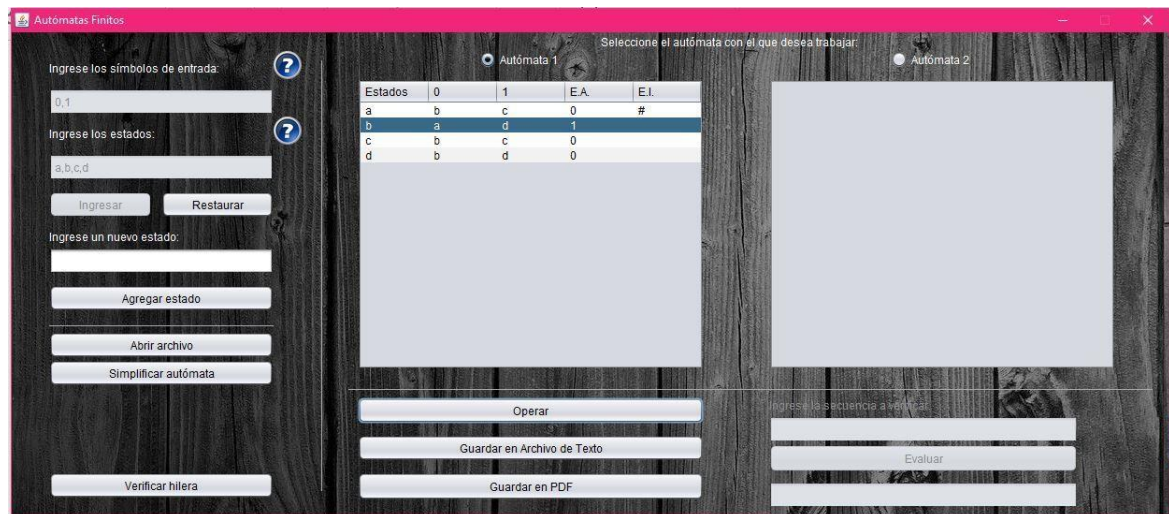 Autómatas Finitos
Seleccione el autómata con el que desea trabajar:
Autómata 1
Autómata 2
Ingrese los símbolos de entrada:
0,1
Ingrese los estados:
a,b,c,d
Ingresar Restaurar
Ingrese un nuevo estado:
Agregar estado
Abrir archivo
Simplificar autómata
Verificar hilera
Estados 0 1 E.A. E.I.
a b c 0 #
b a d 1
c b c 0
d b d 0
Operar
Guardar en Archivo de Texto
Guardar en PDF
Ingrese la secuencia a verificar
Evaluar